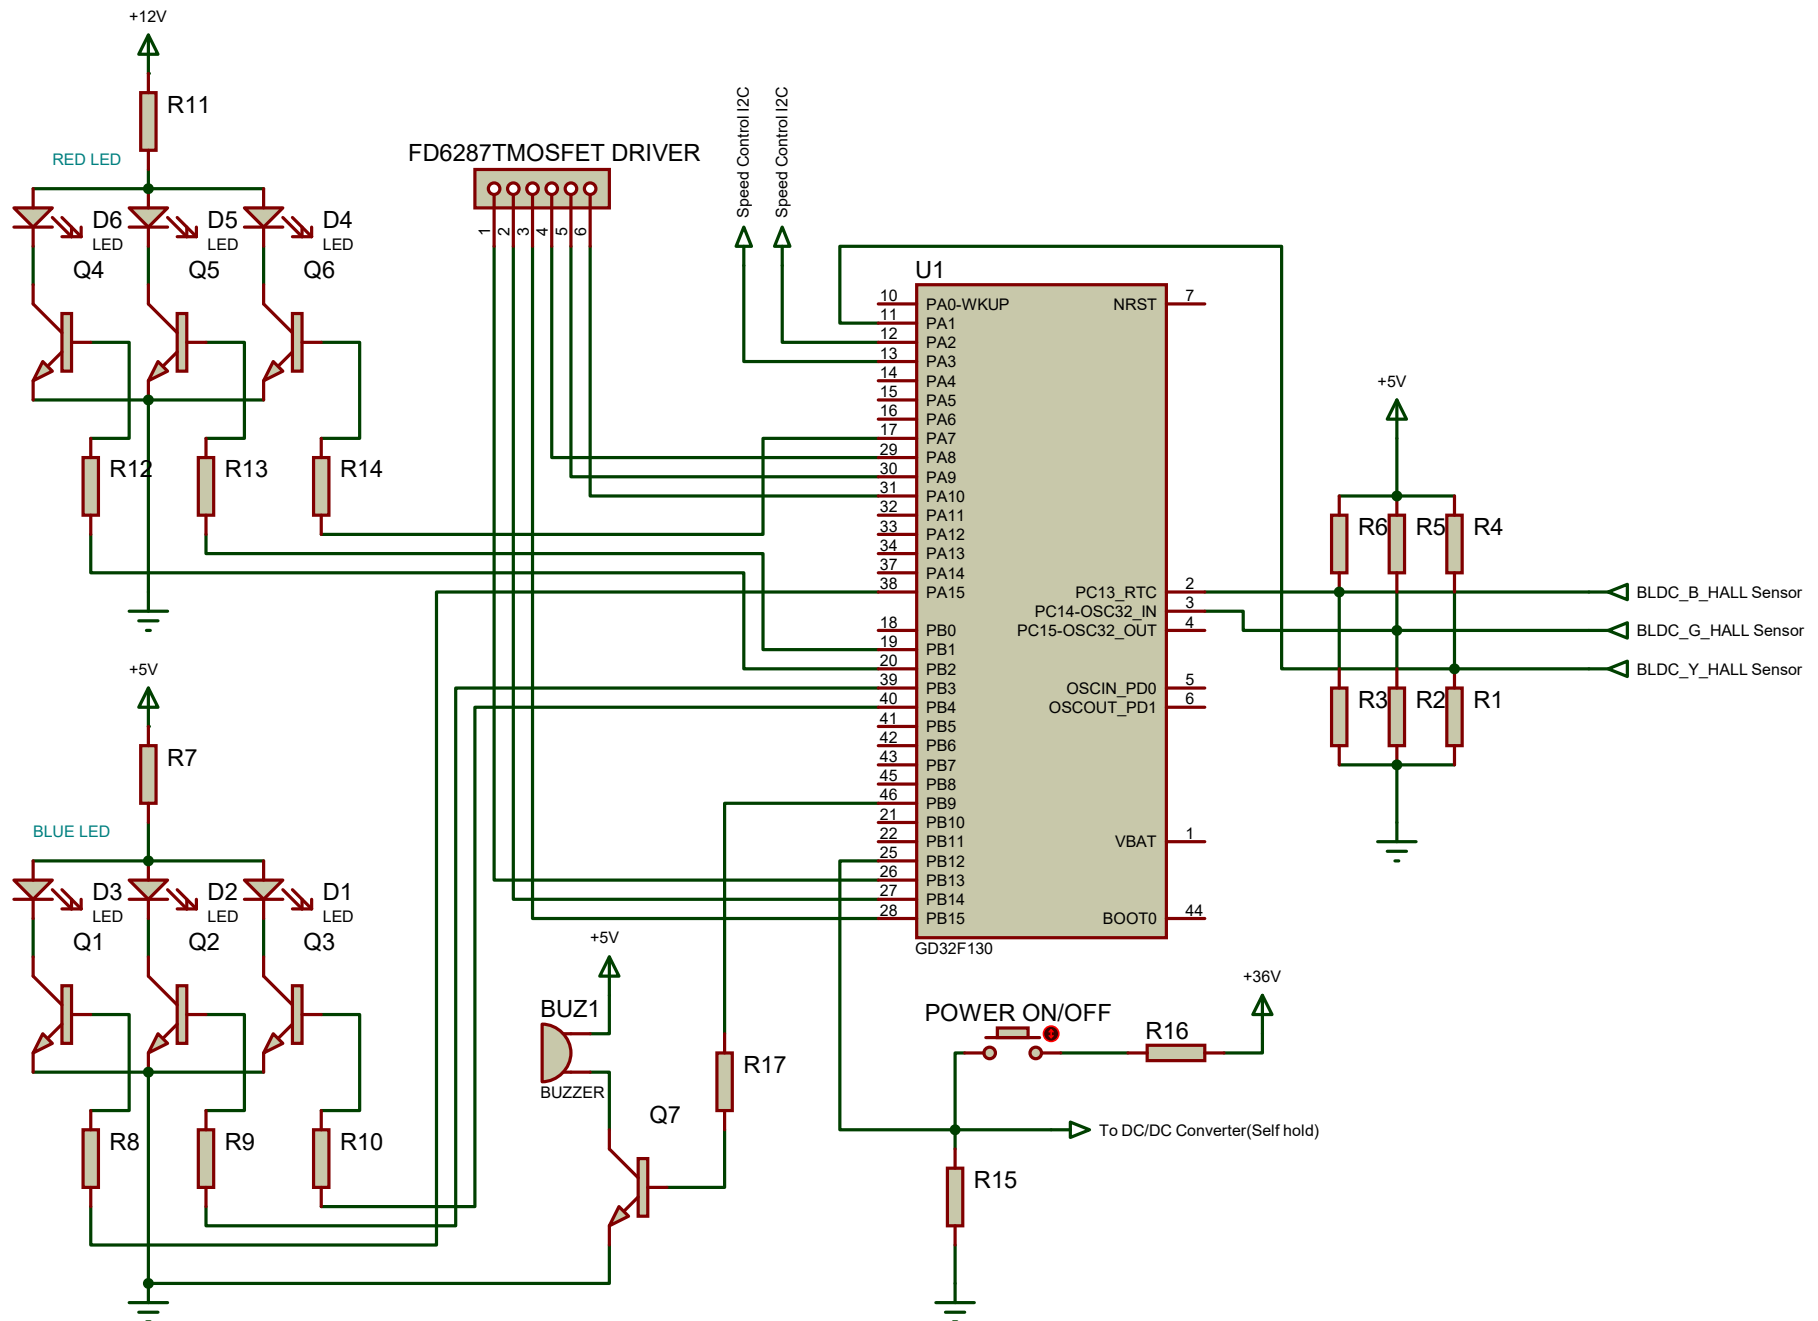 +12V
R11
RED LED
D6
LED
D5
LED
D4
LED
Q4
Q5
Q6
R12
R13
R14
FD6287TMOSFET DRIVER
1
2
3
4
5
6
Speed Control I2C
Speed Control I2C
U1
10 PA0-WKUP
11 PA1
12 PA2
13 PA3
14 PA4
15 PA5
16 PA6
17 PA7
29 PA8
30 PA9
31 PA10
32 PA11
33 PA12
34 PA13
37 PA14
38 PA15
18 PB0
19 PB1
20 PB2
39 PB3
40 PB4
41 PB5
42 PB6
43 PB7
45 PB8
46 PB9
21 PB10
22 PB11
25 PB12
26 PB13
27 PB14
28 PB15
NRST 7
PC13_RTC 2
PC14-OSC32_IN 3
PC15-OSC32_OUT 4
OSCIN_PD0 5
OSCOUT_PD1 6
VBAT 1
BOOT0 44
GD32F130
+5V
R6
R5
R4
BLDC_B_HALL Sensor
BLDC_G_HALL Sensor
BLDC_Y_HALL Sensor
R3
R2
R1
+5V
R7
BLUE LED
D3
LED
D2
LED
D1
LED
Q1
Q2
Q3
R8
R9
R10
+5V
BUZ1
BUZZER
R17
Q7
POWER ON/OFF
+36V
R16
To DC/DC Converter(Self hold)
R15